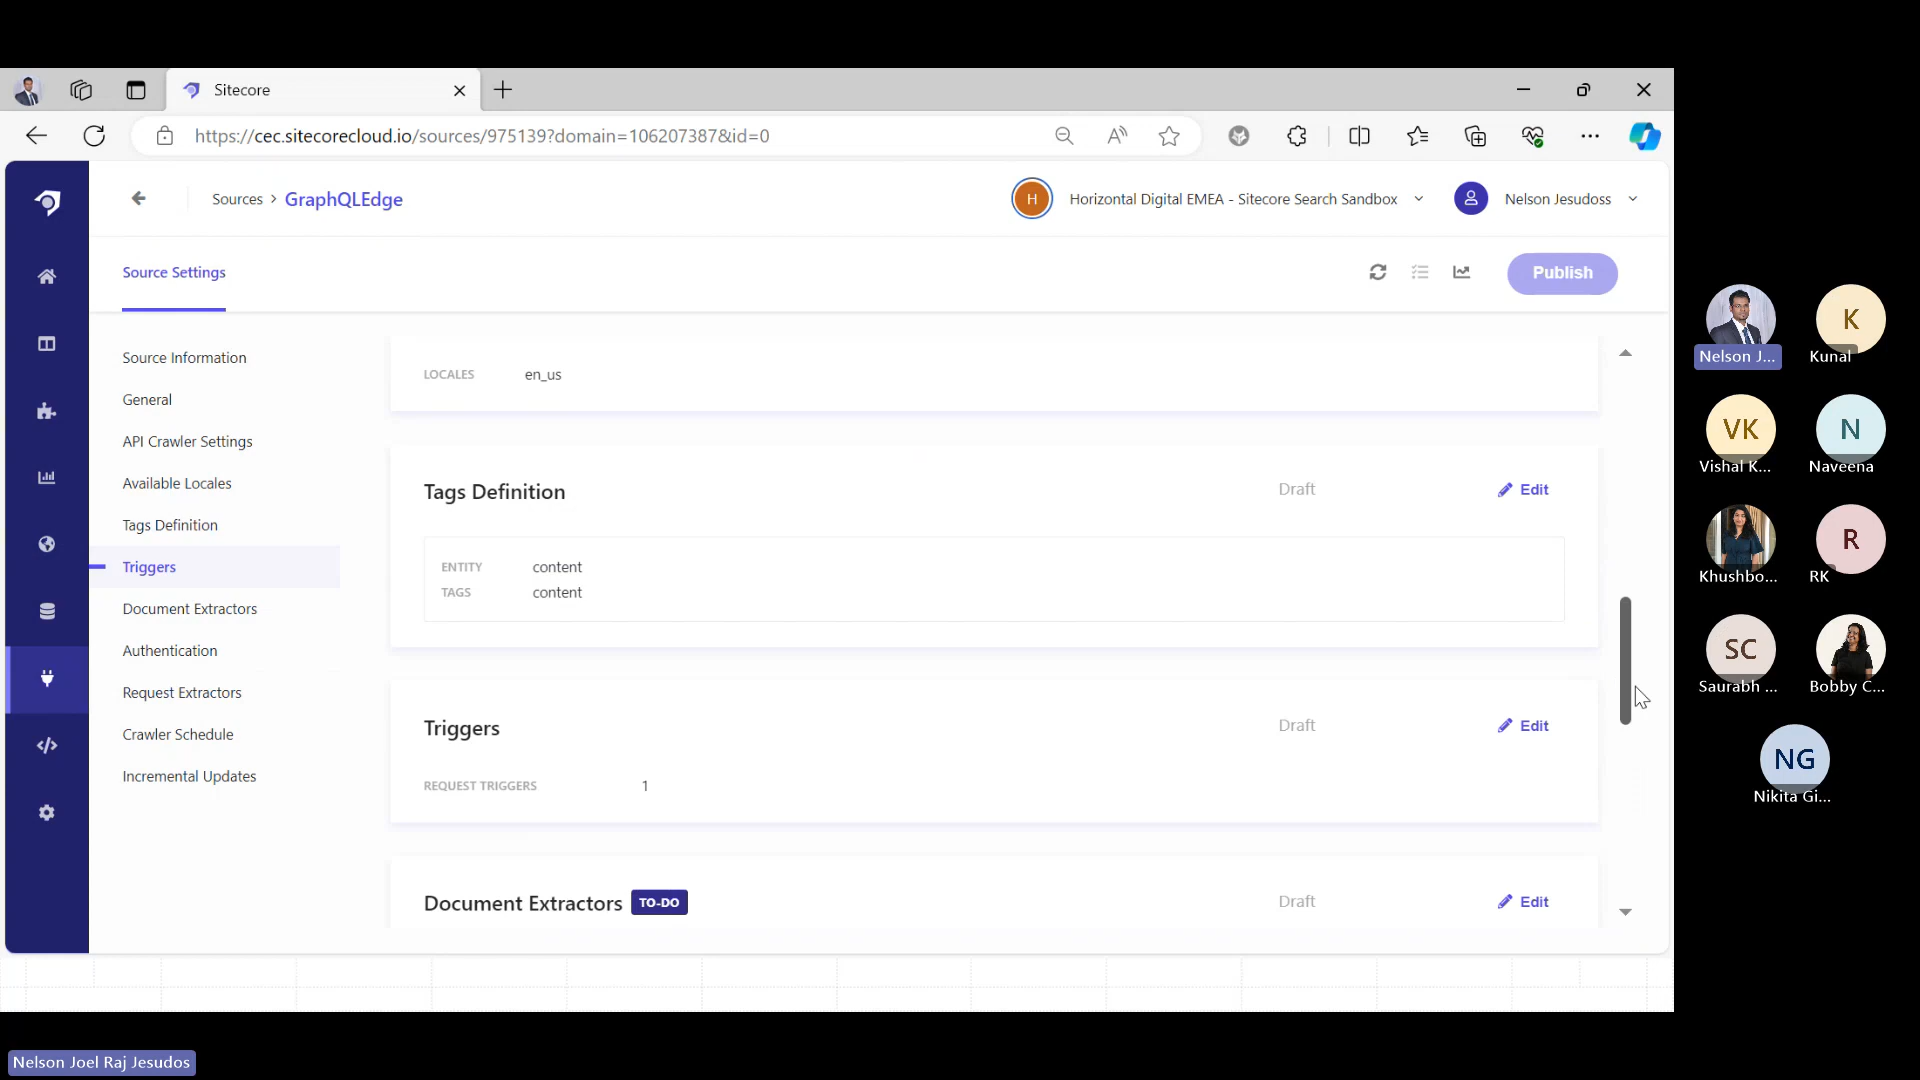 Sitecore
https://cec.sitecorecloud.io/sources/975139?domain=106207387&id=0
Sources > GraphQLEdge
H
Horizontal Digital EMEA - Sitecore Search Sandbox
Nelson Jesudoss
Source Settings
Publish
Source Information
General
API Crawler Settings
Available Locales
Tags Definition
Triggers
Document Extractors
Authentication
Request Extractors
Crawler Schedule
Incremental Updates
LOCALES en_us
Tags Definition
Draft
Edit
ENTITY content
TAGS content
Triggers
Draft
Edit
REQUEST TRIGGERS 1
Document Extractors TO-DO
Draft
Edit
Nelson J...
K
Kunal
VK
Vishal K...
N
Naveena
Khushbo...
R
RK
SC
Saurabh ...
Bobby C...
NG
Nikita Gi...
Nelson Joel Raj Jesudos